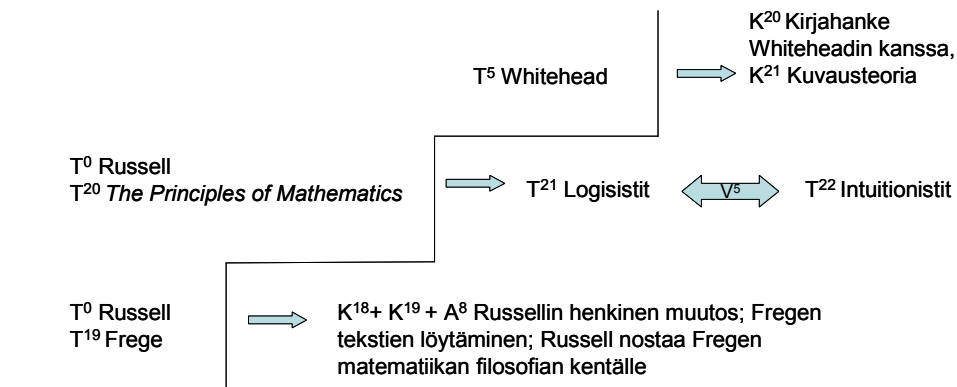 K²⁰ Kirjahanke
Whiteheadin kanssa,
K²¹ Kuvausteoria
T⁵ Whitehead
T⁰ Russell
T²⁰ The Principles of Mathematics
T²¹ Logisistit
V⁵
T²² Intuitionistit
T⁰ Russell
T¹⁹ Frege
K¹⁸+ K¹⁹ + A⁸ Russellin henkinen muutos; Fregen
tekstien löytäminen; Russell nostaa Fregen
matematiikan filosofian kentälle